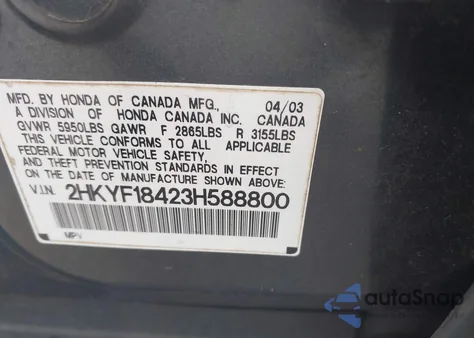 MFD. BY HONDA OF CANADA MFG., 04/03
A DIVISION OF HONDA CANADA INC. CANADA
GVWR 5950LBS GAWR F 2865LBS R 3155LBS
THIS VEHICLE CONFORMS TO ALL APPLICABLE
FEDERAL MOTOR VEHICLE SAFETY,
AND THEFT PREVENTION STANDARDS IN EFFECT
ON THE DATE OF MANUFACTURE SHOWN ABOVE:
V.I.N. 2HKYF18423H588800
MPV
autoSnap